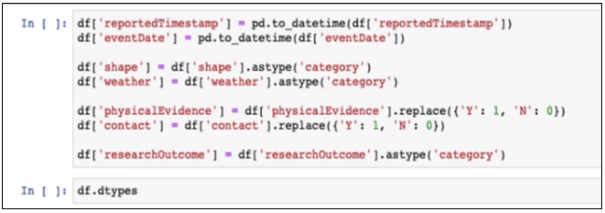 In [ ]: df['reportedTimestamp'] = pd.to_datetime(df['reportedTimestamp'])
df['eventDate'] = pd.to_datetime(df['eventDate'])
df['shape'] = df['shape'].astype('category')
df['weather'] = df['weather'].astype('category')
df['physicalEvidence'] = df['physicalEvidence'].replace({'Y': 1, 'N': 0})
df['contact'] = df['contact'].replace({'Y': 1, 'N': 0})
df['researchOutcome'] = df['researchOutcome'].astype('category')
In [ ]: df.dtypes